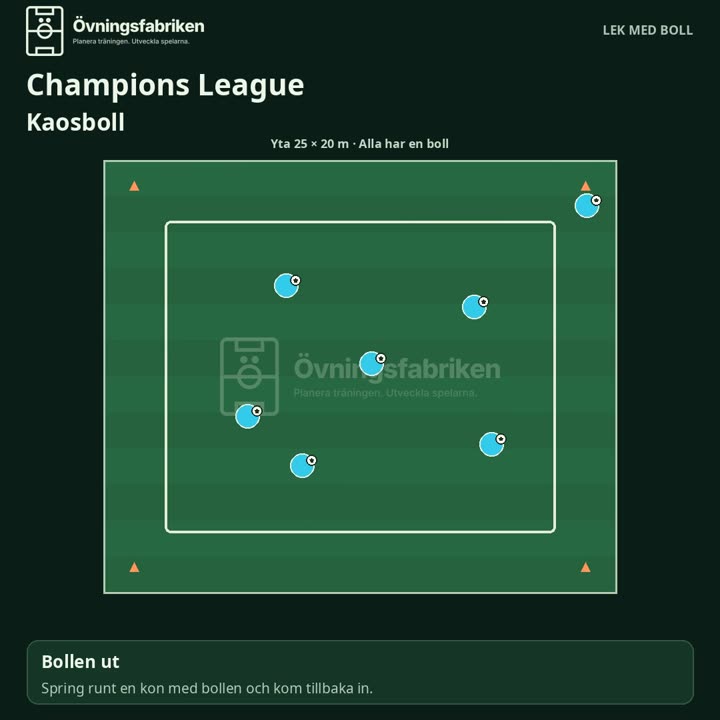 Övningsfabriken
Planera träningen. Utveckla spelarna.
LEK MED BOLL
Champions League
Kaosboll
Yta 25 × 20 m · Alla har en boll
Övningsfabriken
Planera träningen. Utveckla spelarna.
Bollen ut
Spring runt en kon med bollen och kom tillbaka in.